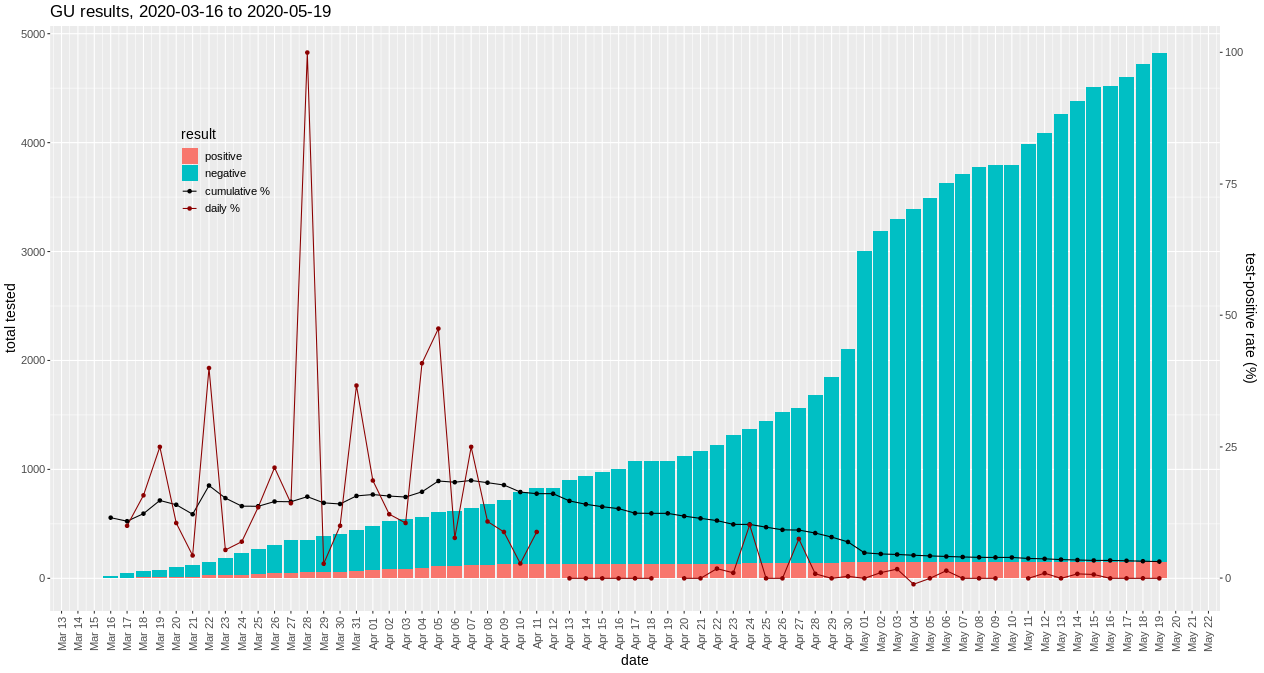 GU results, 2020-03-16 to 2020-05-19
5000
4000
3000
2000
1000
0
total tested
result
positive
negative
cumulative %
daily %
100
75
50
25
0
test-positive rate (%)
Mar 13
Mar 14
Mar 15
Mar 16
Mar 17
Mar 18
Mar 19
Mar 20
Mar 21
Mar 22
Mar 23
Mar 24
Mar 25
Mar 26
Mar 27
Mar 28
Mar 29
Mar 30
Mar 31
Apr 01
Apr 02
Apr 03
Apr 04
Apr 05
Apr 06
Apr 07
Apr 08
Apr 09
Apr 10
Apr 11
Apr 12
Apr 13
Apr 14
Apr 15
Apr 16
Apr 17
Apr 18
Apr 19
Apr 20
Apr 21
Apr 22
Apr 23
Apr 24
Apr 25
Apr 26
Apr 27
Apr 28
Apr 29
Apr 30
May 01
May 02
May 03
May 04
May 05
May 06
May 07
May 08
May 09
May 10
May 11
May 12
May 13
May 14
May 15
May 16
May 17
May 18
May 19
May 20
May 21
May 22
date